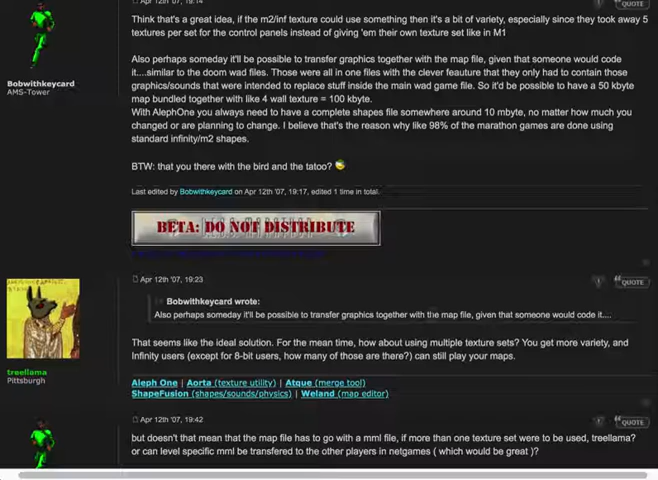 Apr 12th '07, 19:14
QUOTE
Think that's a great idea, if the m2/inf texture could use something then it's a bit of variety, especially since they took away 5
textures per set for the control panels instead of giving 'em their own texture set like in M1
Bobwithkeycard
AMS-Tower
Also perhaps someday it'll be possible to transfer graphics together with the map file, given that someone would code
it....similar to the doom wad files. Those were all in one files with the clever feauture that they only had to contain those
graphics/sounds that were intended to replace stuff inside the main wad game file. So it'd be possible to have a 50 kbyte
map bundled together with like 4 wall texture = 100 kbyte.
With AlephOne you always need to have a complete shapes file somewhere around 10 mbyte, no matter how much you
changed or are planning to change. I believe that's the reason why like 98% of the marathon games are done using
standard infinity/m2 shapes.
BTW: that you there with the bird and the tatoo?
Last edited by Bobwithkeycard on Apr 12th '07, 19:17, edited 1 time in total.
BETA: DO NOT DISTRIBUTE
Apr 12th '07, 19:23
QUOTE
Bobwithkeycard wrote:
Also perhaps someday it'll be possible to transfer graphics together with the map file, given that someone would code it....
treellama
Pittsburgh
That seems like the ideal solution. For the mean time, how about using multiple texture sets? You get more variety, and
Infinity users (except for 8-bit users, how many of those are there?) can still play your maps.
Aleph One | Aorta (texture utility) | Atque (merge tool)
ShapeFusion (shapes/sounds/physics) | Weland (map editor)
Apr 12th '07, 19:42
QUOTE
but doesn't that mean that the map file has to go with a mml file, if more than one texture set were to be used, treellama?
or can level specific mml be transfered to the other players in netgames ( which would be great )?